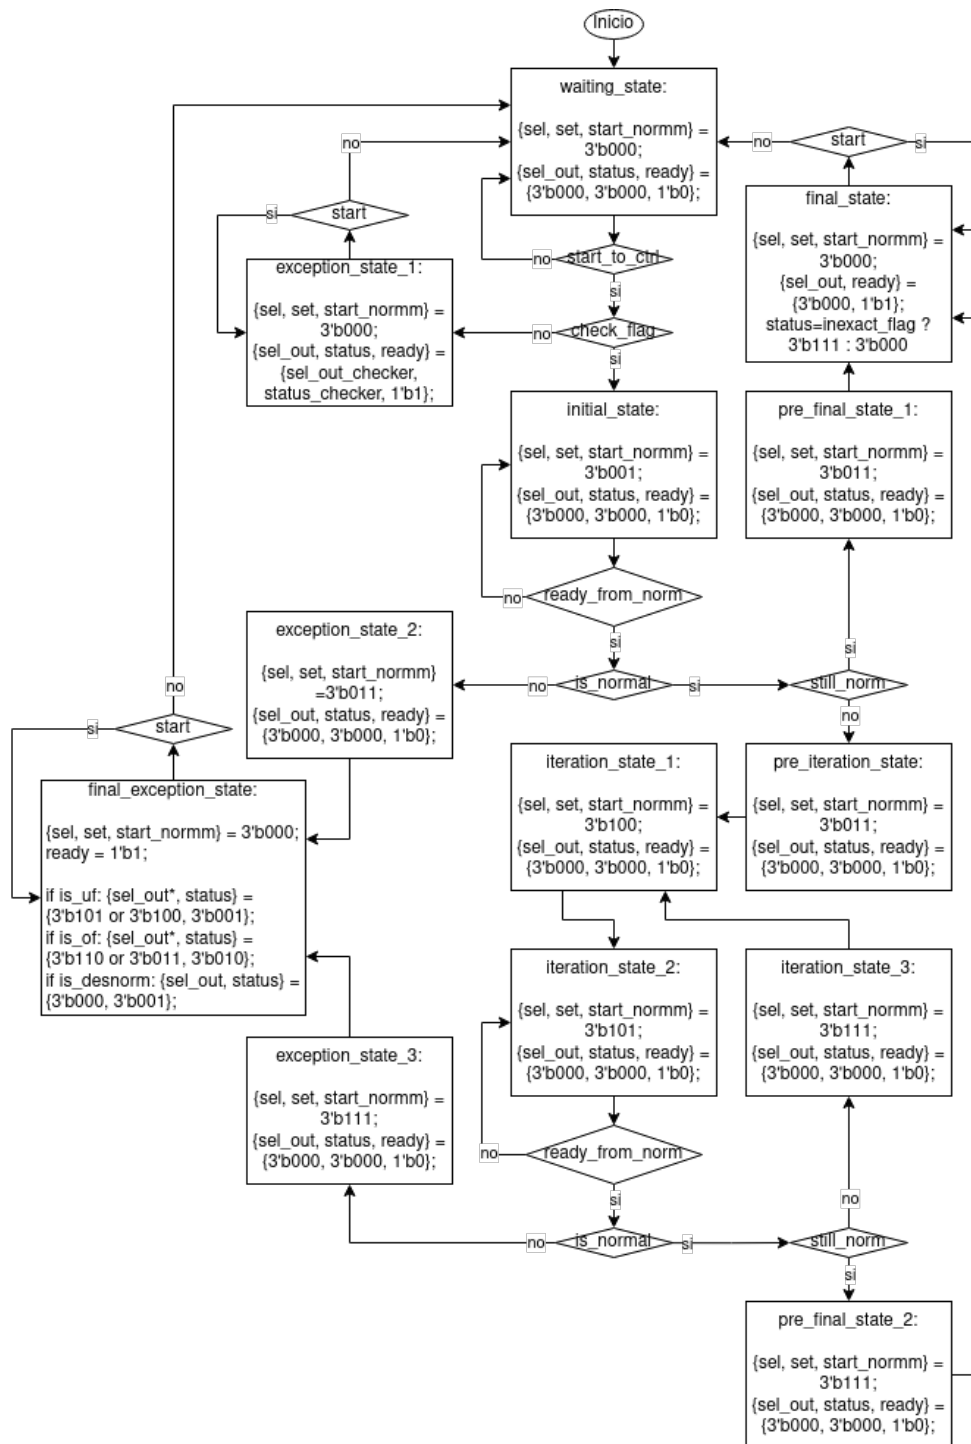 Inicio
waiting_state:
{sel, set, start_normm} =
3'b000;
{sel_out, status, ready} =
{3'b000, 3'b000, 1'b0};
no
start
si
no
start
si
final_state:
{sel, set, start_normm} =
3'b000;
{sel_out, ready} =
{3'b000, 1'b1};
status=inexact_flag ?
3'b111 : 3'b000
no
start_to_ctrl
si
exception_state_1:
{sel, set, start_normm} =
3'b000;
{sel_out, status, ready} =
{sel_out_checker,
status_checker, 1'b1};
no
check_flag
si
initial_state:
{sel, set, start_normm} =
3'b001;
{sel_out, status, ready} =
{3'b000, 3'b000, 1'b0};
pre_final_state_1:
{sel, set, start_normm} =
3'b011;
{sel_out, status, ready} =
{3'b000, 3'b000, 1'b0};
no
ready_from_norm
si
exception_state_2:
{sel, set, start_normm}
=3'b011;
{sel_out, status, ready} =
{3'b000, 3'b000, 1'b0};
no
is_normal
si
si
still_norm
no
no
start
si
final_exception_state:
{sel, set, start_normm} = 3'b000;
ready = 1'b1;
if is_uf: {sel_out*, status} =
{3'b101 or 3'b100, 3'b001};
if is_of: {sel_out*, status} =
{3'b110 or 3'b011, 3'b010};
if is_desnorm: {sel_out, status} =
{3'b000, 3'b001};
iteration_state_1:
{sel, set, start_normm} =
3'b100;
{sel_out, status, ready} =
{3'b000, 3'b000, 1'b0};
pre_iteration_state:
{sel, set, start_normm} =
3'b011;
{sel_out, status, ready} =
{3'b000, 3'b000, 1'b0};
iteration_state_2:
{sel, set, start_normm} =
3'b101;
{sel_out, status, ready} =
{3'b000, 3'b000, 1'b0};
iteration_state_3:
{sel, set, start_normm} =
3'b111;
{sel_out, status, ready} =
{3'b000, 3'b000, 1'b0};
exception_state_3:
{sel, set, start_normm} =
3'b111;
{sel_out, status, ready} =
{3'b000, 3'b000, 1'b0};
no
ready_from_norm
si
no
is_normal
si
no
still_norm
si
pre_final_state_2:
{sel, set, start_normm} =
3'b111;
{sel_out, status, ready} =
{3'b000, 3'b000, 1'b0};